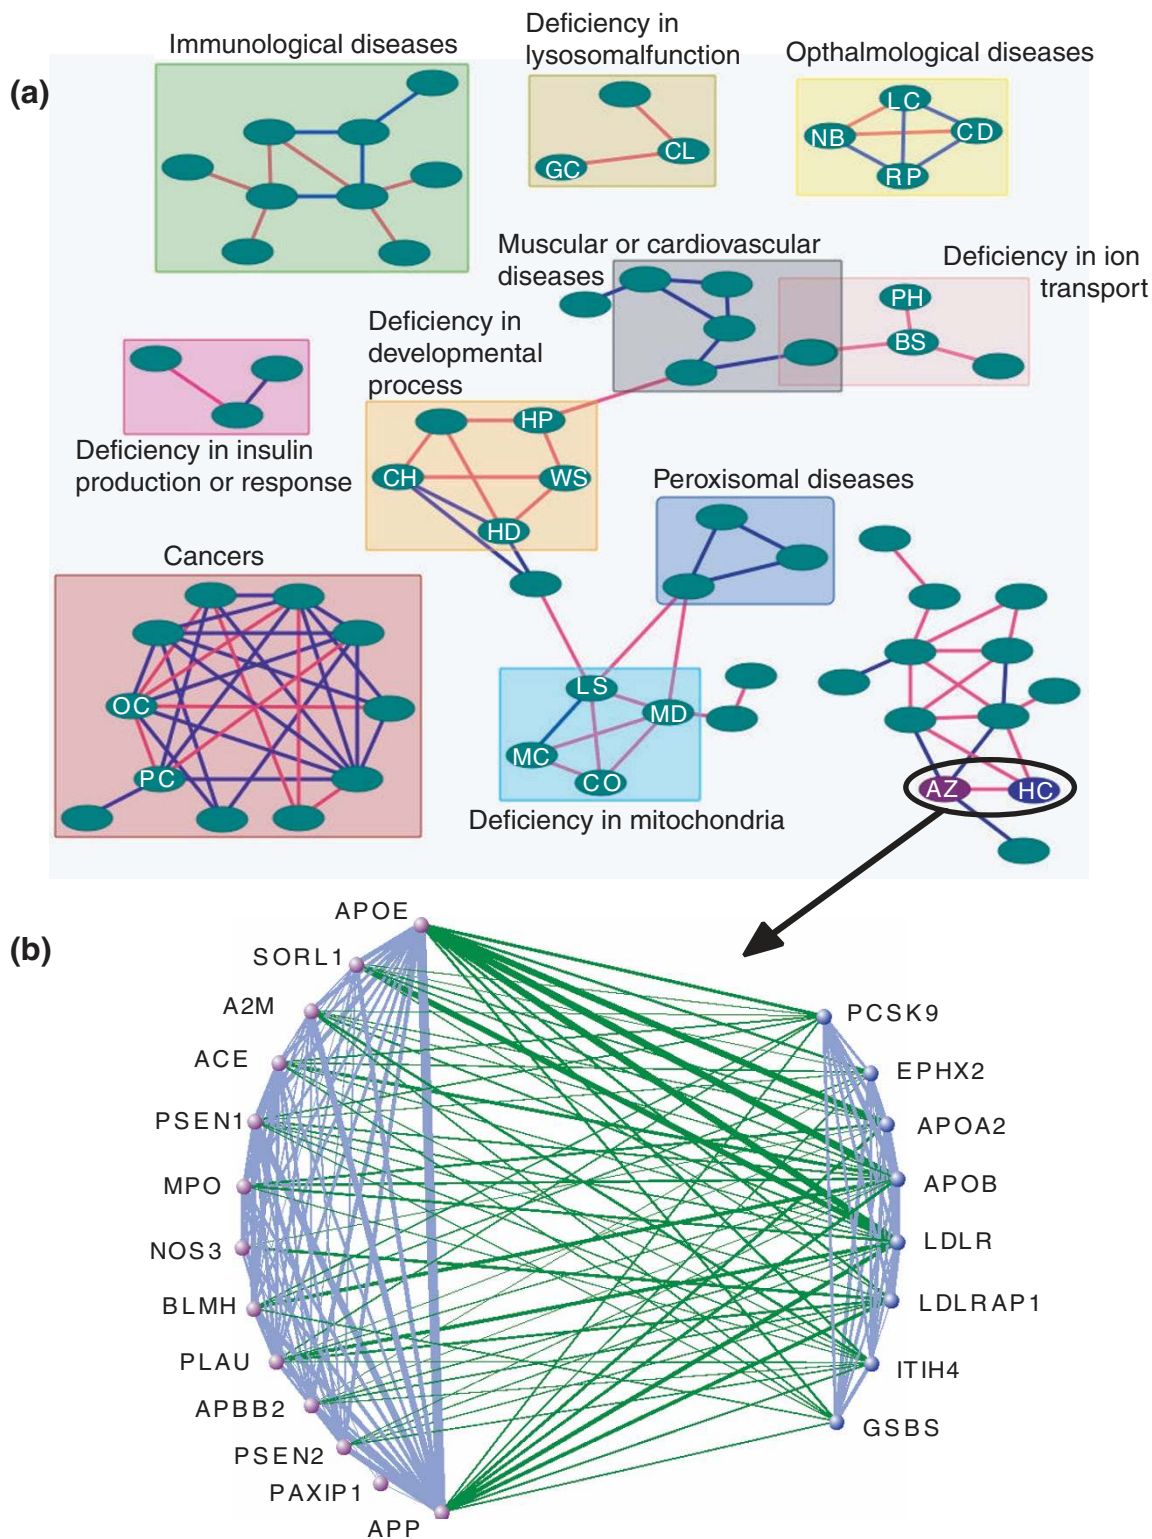 Immunological diseases
Deficiency in
lysosomalfunction
Opthalmological diseases
(a)
LC
NB
CD
RP
CL
GC
Muscular or cardiovascular
diseases
Deficiency in ion
transport
PH
BS
Deficiency in
developmental
process
HP
CH
WS
HD
Deficiency in insulin
production or response
Peroxisomal diseases
Cancers
OC
PC
LS
MD
MC
CO
Deficiency in mitochondria
AZ
HC
(b)
APOE
SORL1
A2M
ACE
PSEN1
MPO
NOS3
BLMH
PLAU
APBB2
PSEN2
PAXIP1
APP
PCSK9
EPHX2
APOA2
APOB
LDLR
LDLRAP1
ITIH4
GSBS